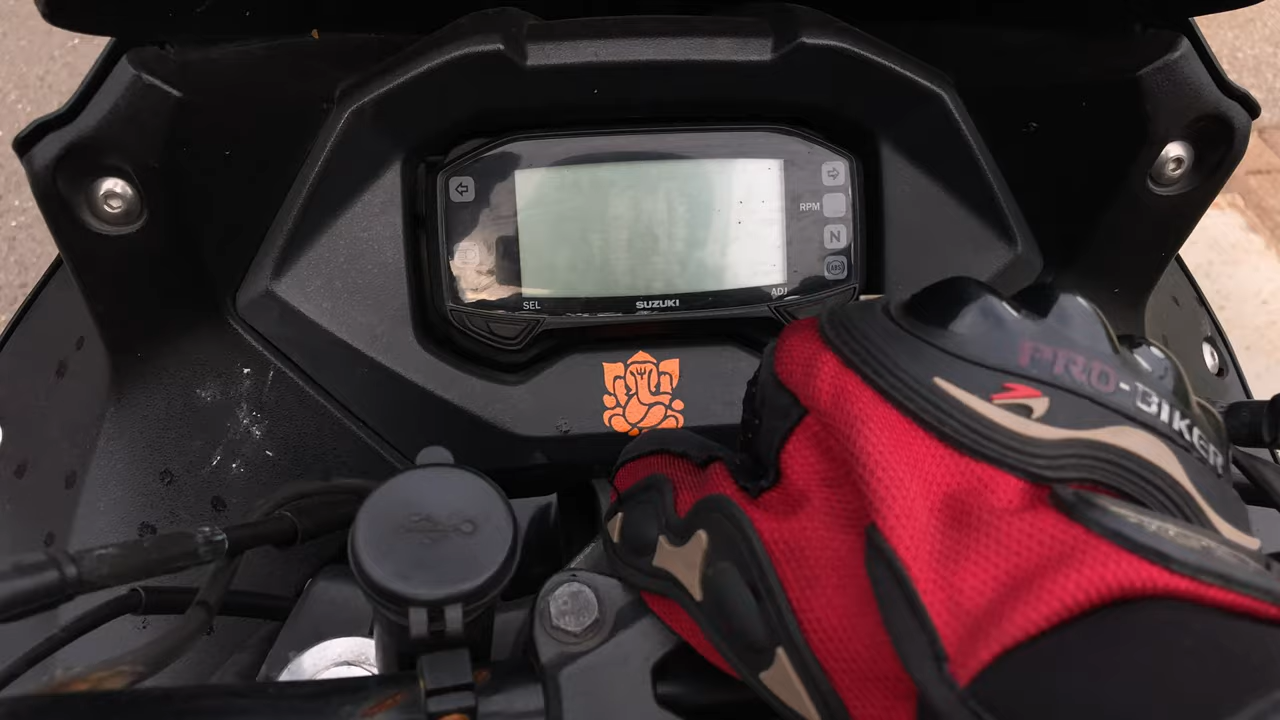 RPM
N
ABS
SEL
SUZUKI
ADJ
PRO-BIKER